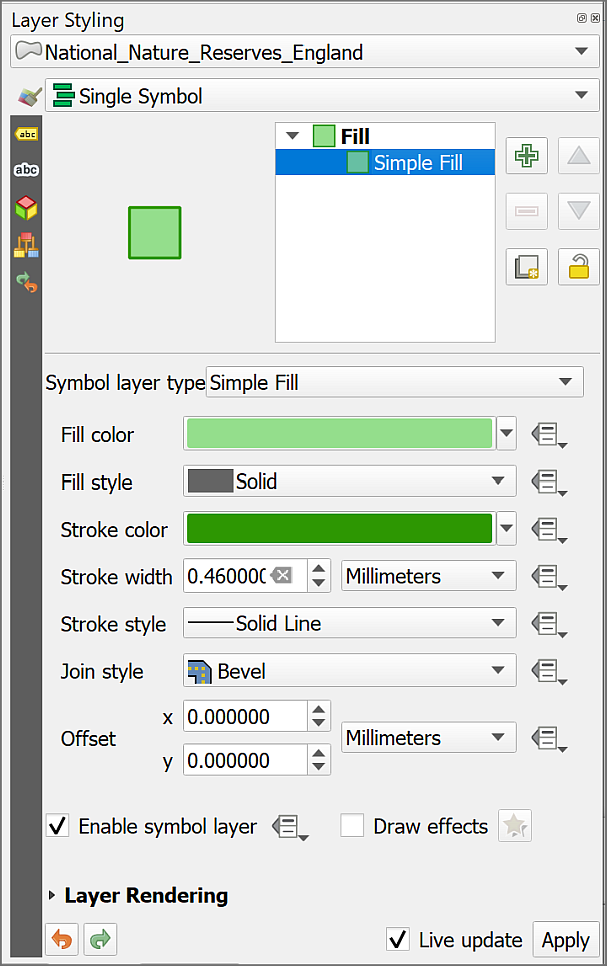 Layer Styling
National_Nature_Reserves_England
Single Symbol
abc
abc
Fill
Simple Fill
Symbol layer type Simple Fill
Fill color
Fill style Solid
Stroke color
Stroke width 0.46000 Millimeters
Stroke style Solid Line
Join style Bevel
x 0.000000
Offset Millimeters
y 0.000000
Enable symbol layer Draw effects
Layer Rendering
Live update Apply